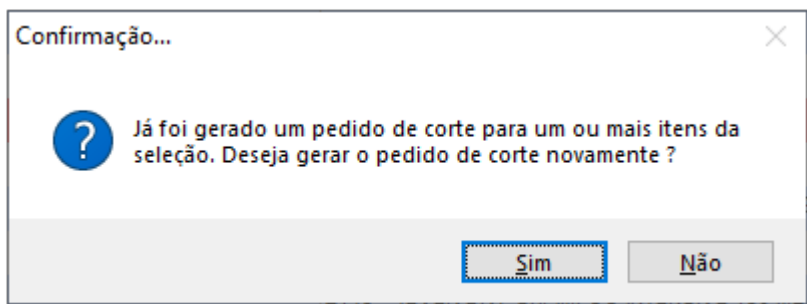 Confirmação...
Já foi gerado um pedido de corte para um ou mais itens da
seleção. Deseja gerar o pedido de corte novamente ?
Sim
Não